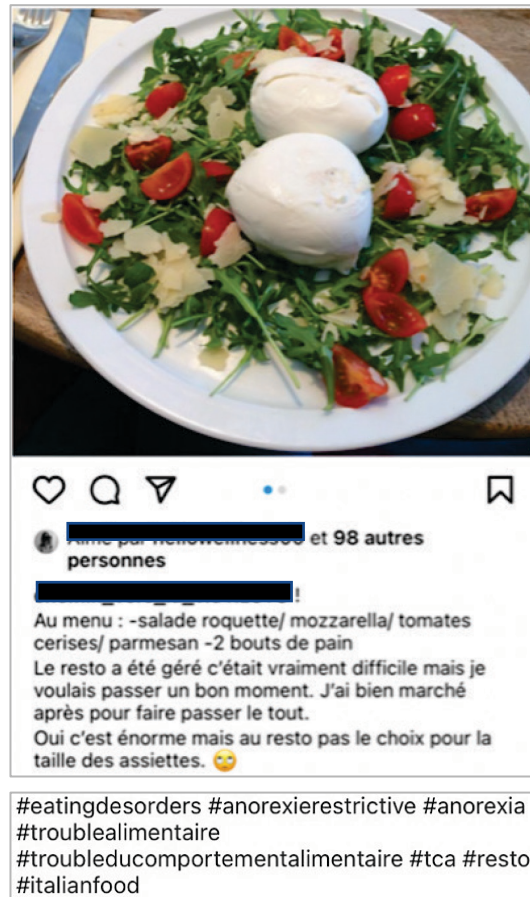 et 98 autres
personnes
!
Au menu : -salade roquette/ mozzarella/ tomates
cerises/ parmesan -2 bouts de pain
Le resto a été géré c'était vraiment difficile mais je
voulais passer un bon moment. J'ai bien marché
après pour faire passer le tout.
Oui c'est énorme mais au resto pas le choix pour la
taille des assiettes. 🙄
#eatingdesorders #anorexierestrictive #anorexia
#troublealimentaire
#troubleducomportementalimentaire #tca #resto
#italianfood